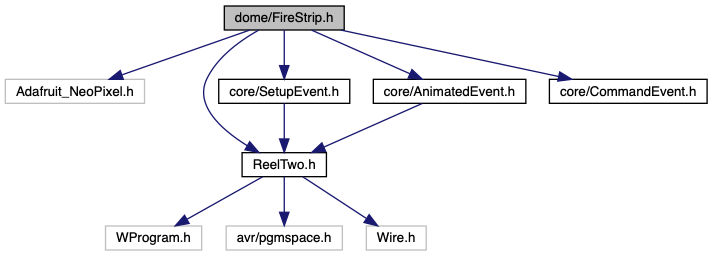 dome/FireStrip.h
Adafruit_NeoPixel.h
core/SetupEvent.h
core/AnimatedEvent.h
core/CommandEvent.h
ReelTwo.h
WProgram.h
avr/pgmspace.h
Wire.h